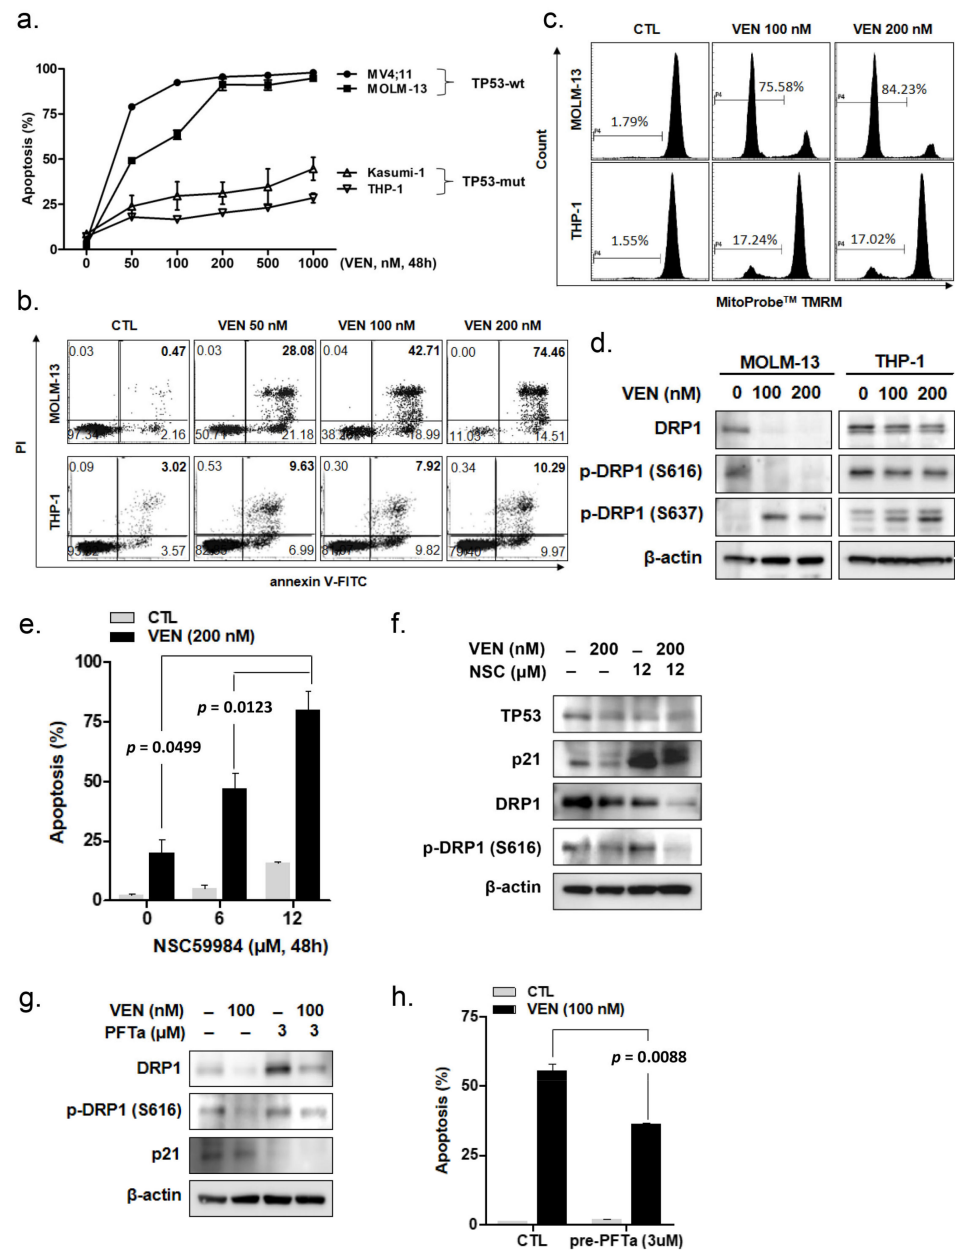 a.
100
75
50
25
0
Apoptosis (%)
MV4;11
MOLM-13
TP53-wt
Kasumi-1
THP-1
TP53-mut
0 50 100 200 500 1000 (VEN, nM, 48h)
b.
CTL VEN 50 nM VEN 100 nM VEN 200 nM
MOLM-13
0.03 0.47 0.03 28.08 0.04 42.71 0.00 74.46
2.16 21.18 18.99 11.03 14.51
PI
THP-1
0.09 3.02 0.53 9.63 0.30 7.92 0.34 10.29
3.57 6.99 9.82 9.97
annexin V-FITC
c.
CTL VEN 100 nM VEN 200 nM
MOLM-13
P4 1.79% P4 75.58% P4 84.23%
Count
THP-1
P4 1.55% P4 17.24% P4 17.02%
MitoProbe™ TMRM
d.
MOLM-13 THP-1
VEN (nM) 0 100 200 0 100 200
DRP1
p-DRP1 (S616)
p-DRP1 (S637)
β-actin
e.
CTL
VEN (200 nM)
100
75
50
25
0
Apoptosis (%)
p = 0.0123
p = 0.0499
0 6 12
NSC59984 (μM, 48h)
f.
VEN (nM) – 200 – 200
NSC (μM) – – 12 12
TP53
p21
DRP1
p-DRP1 (S616)
β-actin
g.
VEN (nM) – 100 – 100
PFTa (μM) – – 3 3
DRP1
p-DRP1 (S616)
p21
β-actin
h.
CTL
VEN (100 nM)
75
50
25
0
Apoptosis (%)
p = 0.0088
CTL pre-PFTa (3uM)